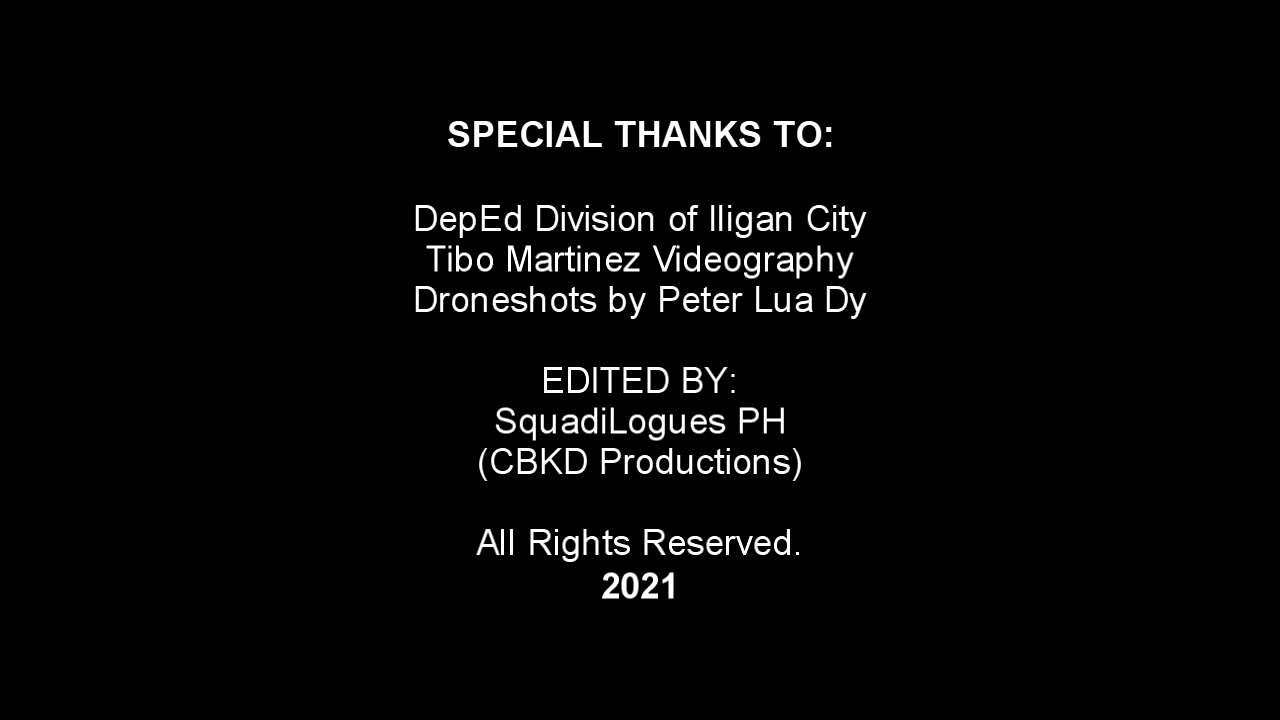 SPECIAL THANKS TO:
DepEd Division of Iligan City
Tibo Martinez Videography
Droneshots by Peter Lua Dy
EDITED BY:
SquadiLogues PH
(CBKD Productions)
All Rights Reserved.
2021